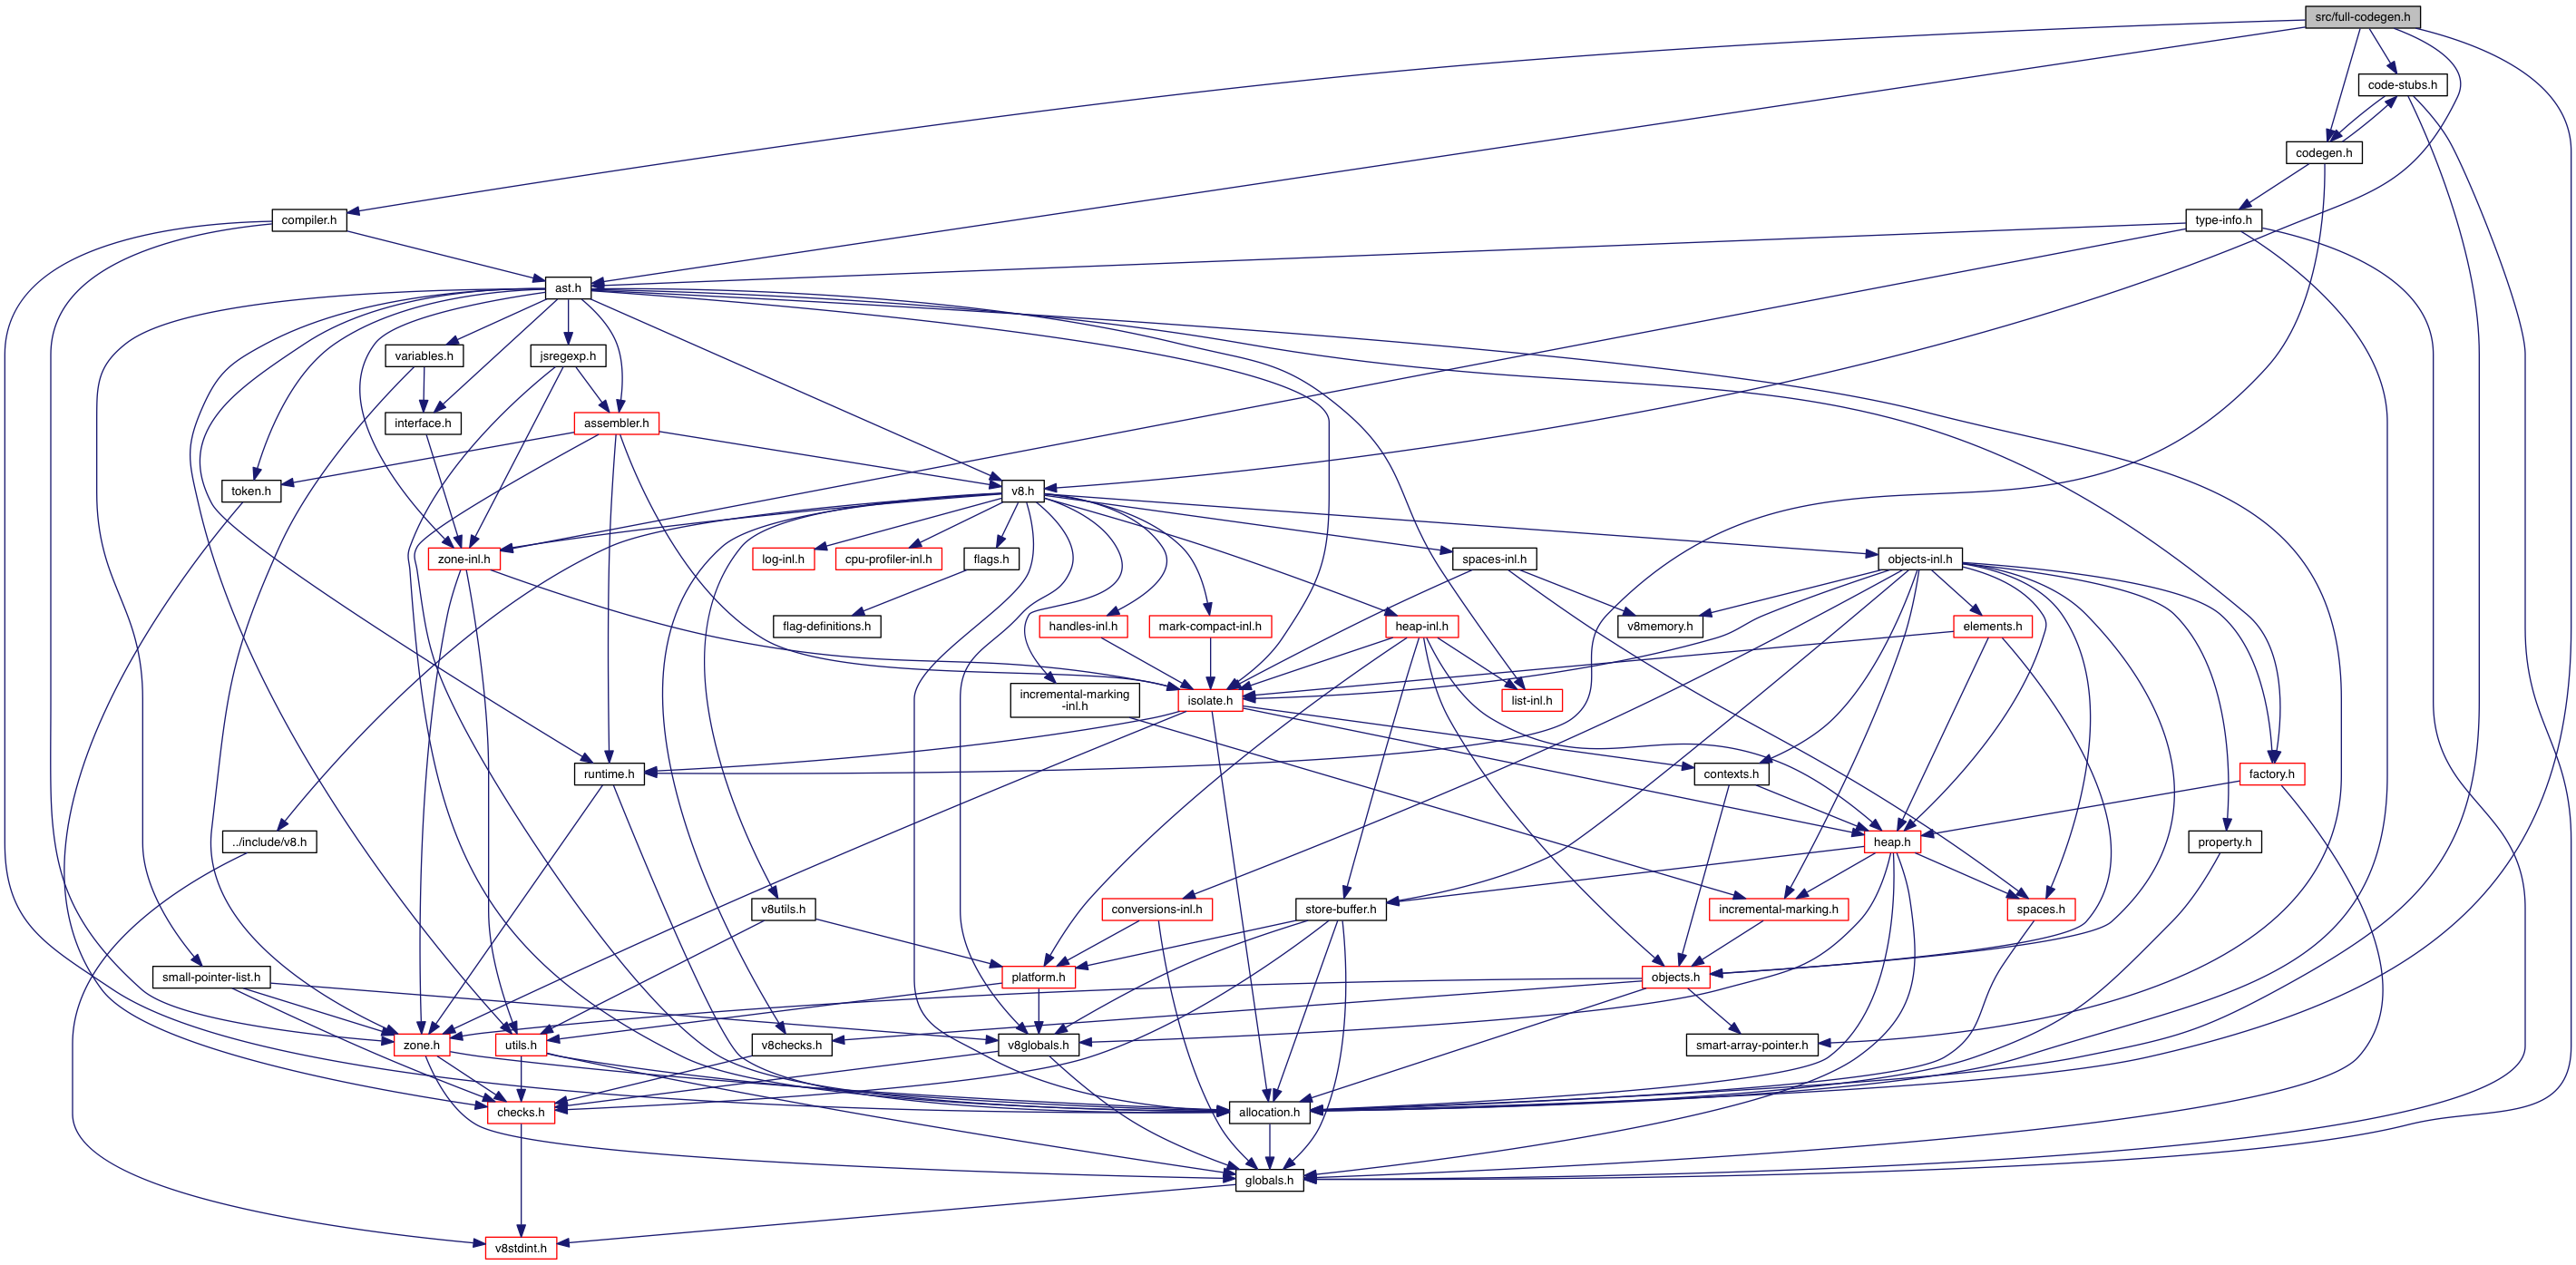 src/full-codegen.h
code-stubs.h
codegen.h
compiler.h
type-info.h
ast.h
variables.h
jsregexp.h
interface.h
assembler.h
token.h
v8.h
zone-inl.h
log-inl.h
cpu-profiler-inl.h
flags.h
spaces-inl.h
objects-inl.h
flag-definitions.h
handles-inl.h
mark-compact-inl.h
heap-inl.h
v8memory.h
elements.h
incremental-marking
-inl.h
isolate.h
list-inl.h
runtime.h
contexts.h
factory.h
../include/v8.h
heap.h
property.h
v8utils.h
conversions-inl.h
store-buffer.h
incremental-marking.h
spaces.h
small-pointer-list.h
platform.h
objects.h
zone.h
utils.h
v8checks.h
v8globals.h
smart-array-pointer.h
checks.h
allocation.h
globals.h
v8stdint.h